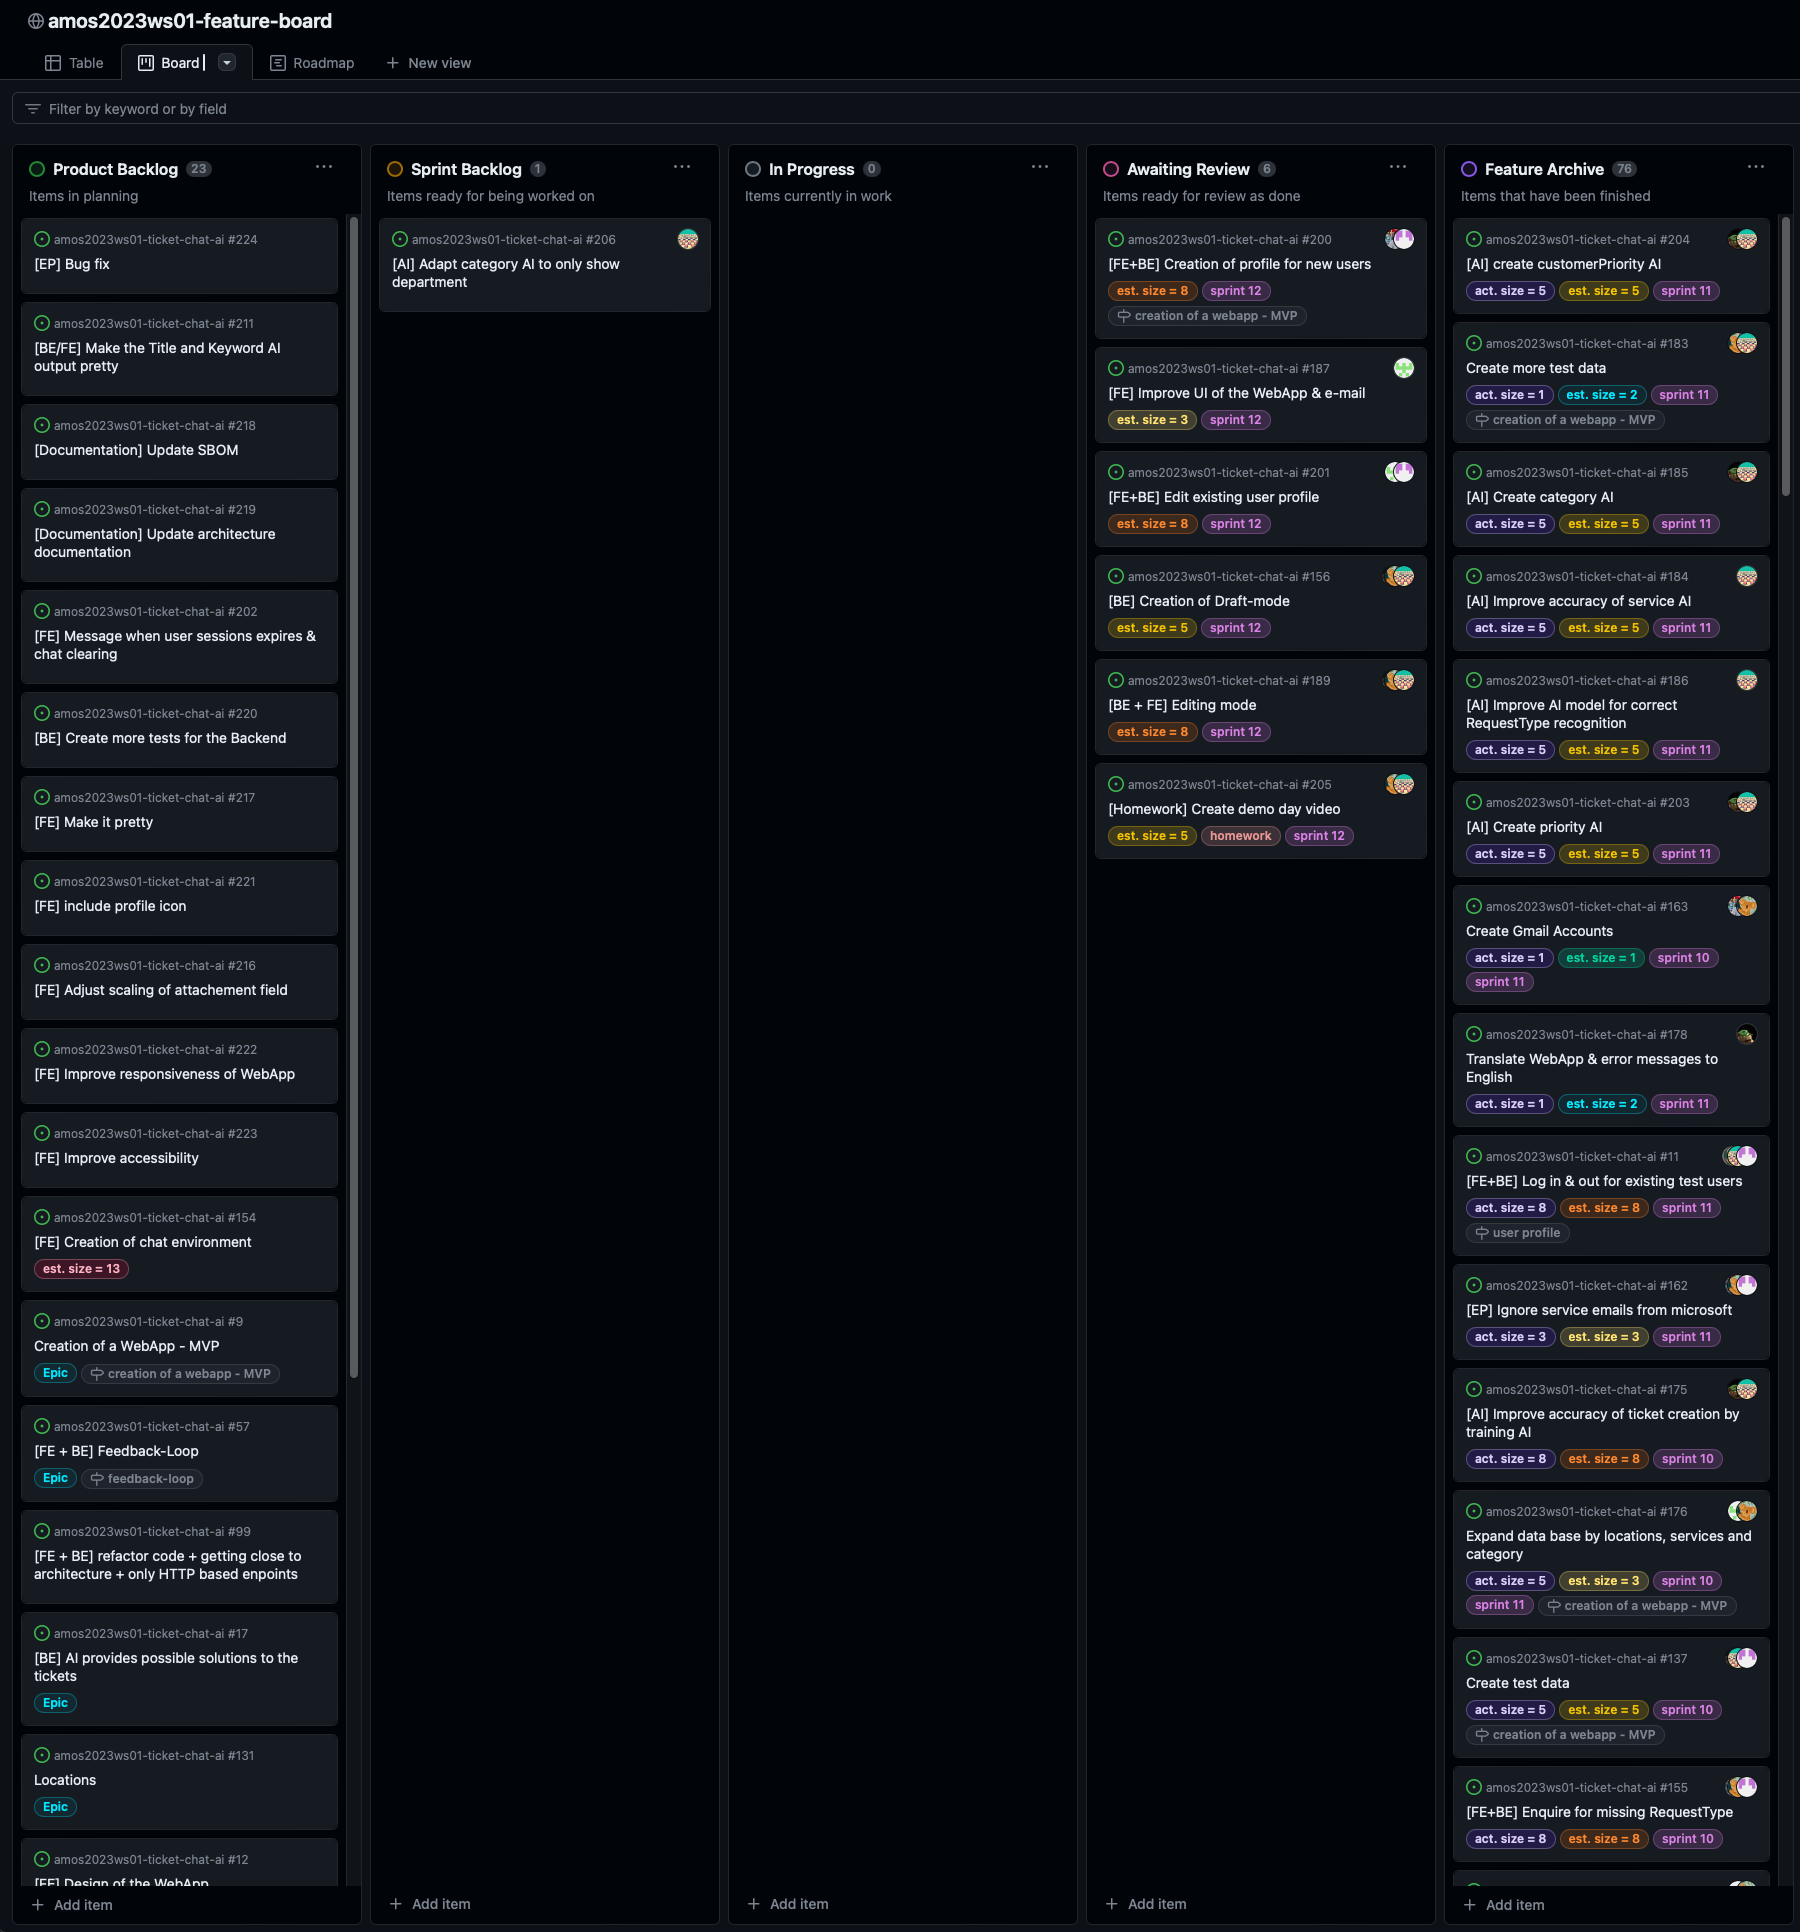 amos2023ws01-feature-board
Table
Board
Roadmap
New view
Filter by keyword or by field
Product Backlog 23
Items in planning
amos2023ws01-ticket-chat-ai #224
[EP] Bug fix
amos2023ws01-ticket-chat-ai #211
[BE/FE] Make the Title and Keyword AI
output pretty
amos2023ws01-ticket-chat-ai #218
[Documentation] Update SBOM
amos2023ws01-ticket-chat-ai #219
[Documentation] Update architecture
documentation
amos2023ws01-ticket-chat-ai #202
[FE] Message when user sessions expires &
chat clearing
amos2023ws01-ticket-chat-ai #220
[BE] Create more tests for the Backend
amos2023ws01-ticket-chat-ai #217
[FE] Make it pretty
amos2023ws01-ticket-chat-ai #221
[FE] include profile icon
amos2023ws01-ticket-chat-ai #216
[FE] Adjust scaling of attachement field
amos2023ws01-ticket-chat-ai #222
[FE] Improve responsiveness of WebApp
amos2023ws01-ticket-chat-ai #223
[FE] Improve accessibility
amos2023ws01-ticket-chat-ai #154
[FE] Creation of chat environment
est. size = 13
amos2023ws01-ticket-chat-ai #9
Creation of a WebApp - MVP
Epic creation of a webapp - MVP
amos2023ws01-ticket-chat-ai #57
[FE + BE] Feedback-Loop
Epic feedback-loop
amos2023ws01-ticket-chat-ai #99
[FE + BE] refactor code + getting close to
architecture + only HTTP based enpoints
amos2023ws01-ticket-chat-ai #17
[BE] AI provides possible solutions to the
tickets
Epic
amos2023ws01-ticket-chat-ai #131
Locations
Epic
amos2023ws01-ticket-chat-ai #12
[FE] Design of the WebApp
Add item
Sprint Backlog 1
Items ready for being worked on
amos2023ws01-ticket-chat-ai #206
[AI] Adapt category AI to only show
department
Add item
In Progress 0
Items currently in work
Add item
Awaiting Review 6
Items ready for review as done
amos2023ws01-ticket-chat-ai #200
[FE+BE] Creation of profile for new users
est. size = 8 sprint 12
creation of a webapp - MVP
amos2023ws01-ticket-chat-ai #187
[FE] Improve UI of the WebApp & e-mail
est. size = 3 sprint 12
amos2023ws01-ticket-chat-ai #201
[FE+BE] Edit existing user profile
est. size = 8 sprint 12
amos2023ws01-ticket-chat-ai #156
[BE] Creation of Draft-mode
est. size = 5 sprint 12
amos2023ws01-ticket-chat-ai #189
[BE + FE] Editing mode
est. size = 8 sprint 12
amos2023ws01-ticket-chat-ai #205
[Homework] Create demo day video
est. size = 5 homework sprint 12
Add item
Feature Archive 76
Items that have been finished
amos2023ws01-ticket-chat-ai #204
[AI] create customerPriority AI
act. size = 5 est. size = 5 sprint 11
amos2023ws01-ticket-chat-ai #183
Create more test data
act. size = 1 est. size = 2 sprint 11
creation of a webapp - MVP
amos2023ws01-ticket-chat-ai #185
[AI] Create category AI
act. size = 5 est. size = 5 sprint 11
amos2023ws01-ticket-chat-ai #184
[AI] Improve accuracy of service AI
act. size = 5 est. size = 5 sprint 11
amos2023ws01-ticket-chat-ai #186
[AI] Improve AI model for correct
RequestType recognition
act. size = 5 est. size = 5 sprint 11
amos2023ws01-ticket-chat-ai #203
[AI] Create priority AI
act. size = 5 est. size = 5 sprint 11
amos2023ws01-ticket-chat-ai #163
Create Gmail Accounts
act. size = 1 est. size = 1 sprint 10
sprint 11
amos2023ws01-ticket-chat-ai #178
Translate WebApp & error messages to
English
act. size = 1 est. size = 2 sprint 11
amos2023ws01-ticket-chat-ai #11
[FE+BE] Log in & out for existing test users
act. size = 8 est. size = 8 sprint 11
user profile
amos2023ws01-ticket-chat-ai #162
[EP] Ignore service emails from microsoft
act. size = 3 est. size = 3 sprint 11
amos2023ws01-ticket-chat-ai #175
[AI] Improve accuracy of ticket creation by
training AI
act. size = 8 est. size = 8 sprint 10
amos2023ws01-ticket-chat-ai #176
Expand data base by locations, services and
category
act. size = 5 est. size = 3 sprint 10
sprint 11 creation of a webapp - MVP
amos2023ws01-ticket-chat-ai #137
Create test data
act. size = 5 est. size = 5 sprint 10
creation of a webapp - MVP
amos2023ws01-ticket-chat-ai #155
[FE+BE] Enquire for missing RequestType
act. size = 8 est. size = 8 sprint 10
Add item